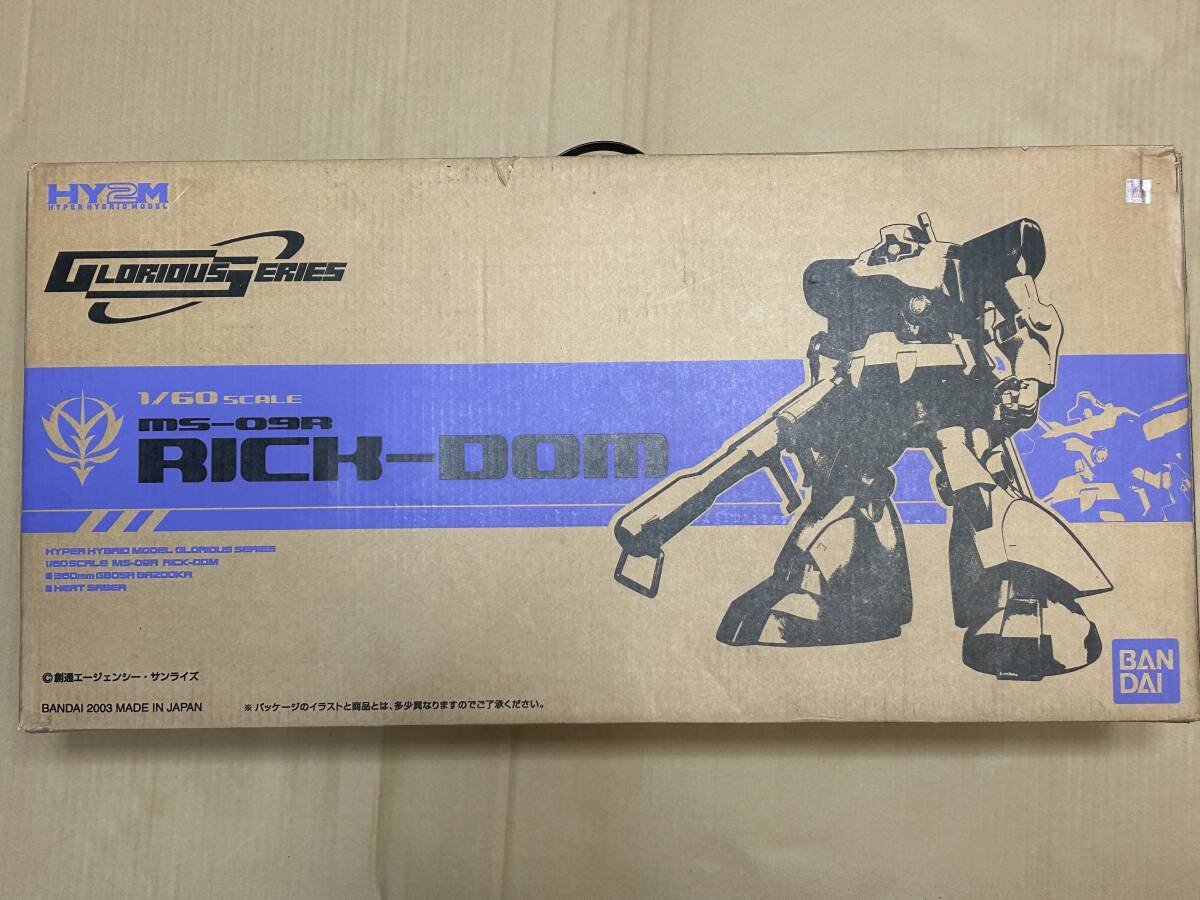 HY2M
HYPER HYBRID MODEL
GLORIOUS SERIES
1/60 SCALE
MS-09R
RICK-DOM
HYPER HYBRID MODEL GLORIOUS SERIES
1/60 SCALE MS-09R RICK-DOM
■360mm GBOSR BAZOOKA
■HEAT SABER
©創通エージェンシー・サンライズ
BANDAI 2003 MADE IN JAPAN ※パッケージのイラストと商品とは、多少異なりますのでご了承ください。
BAN
DAI